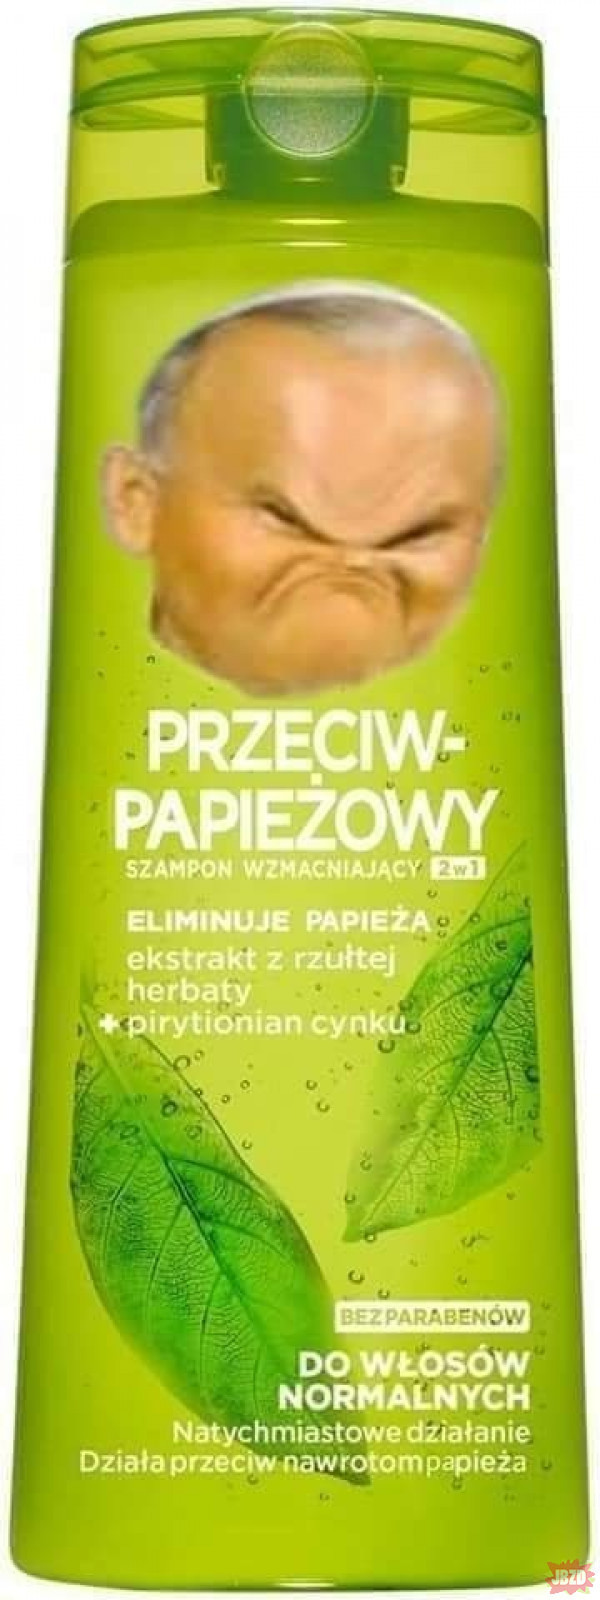 PRZECIW-
PAPIEŻOWY
SZAMPON WZMACNIAJĄCY 2w1
ELIMINUJE PAPIEŻA
ekstrakt z rzułtej
herbaty
+ pirytionian cynku
BEZ PARABENÓW
DO WŁOSÓW
NORMALNYCH
Natychmiastowe działanie
Działa przeciw nawrotom papieża
JBZD